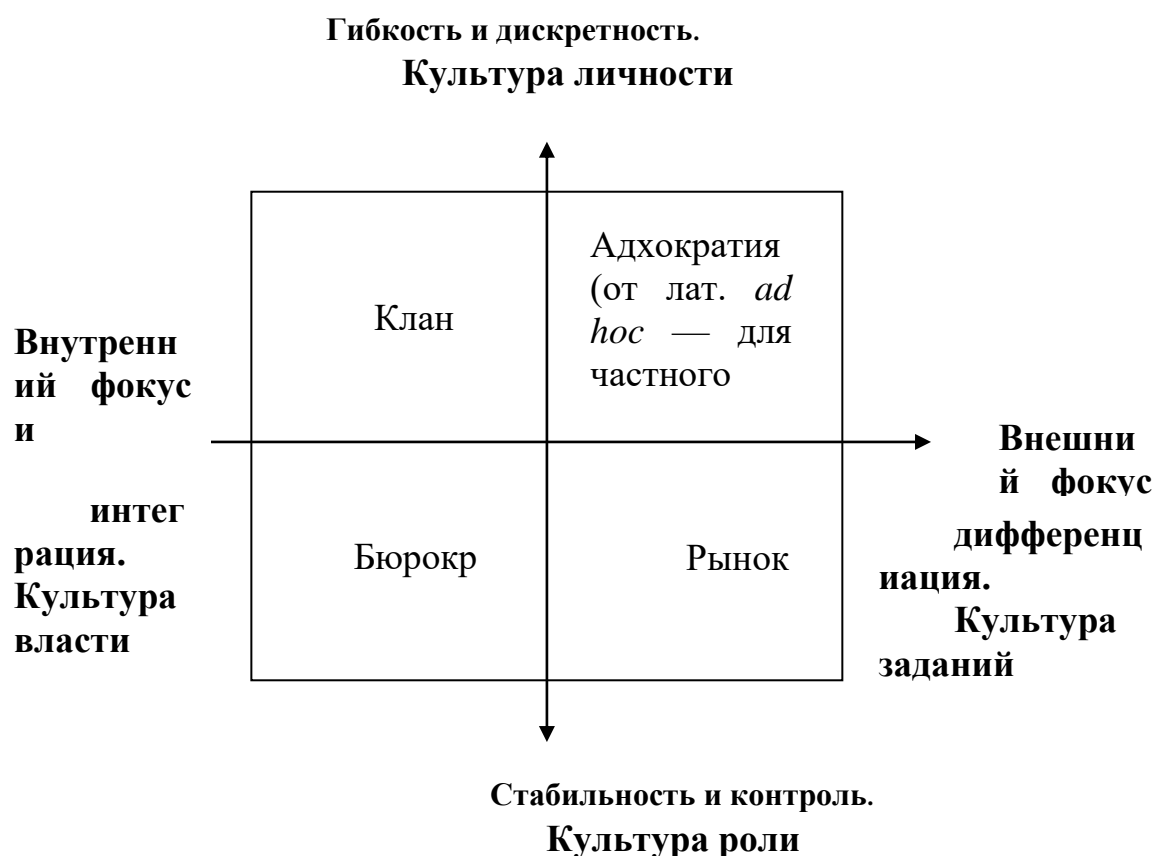 Гибкость и дискретность.
Культура личности
Адхократия
(от лат. ad
hoc — для
частного
Клан
Внутренн
ий фокус
и
интег
рация.
Культура
власти
Внешни
й фокус
дифференц
иация.
Культура
заданий
Бюрокр
Рынок
Стабильность и контроль.
Культура роли